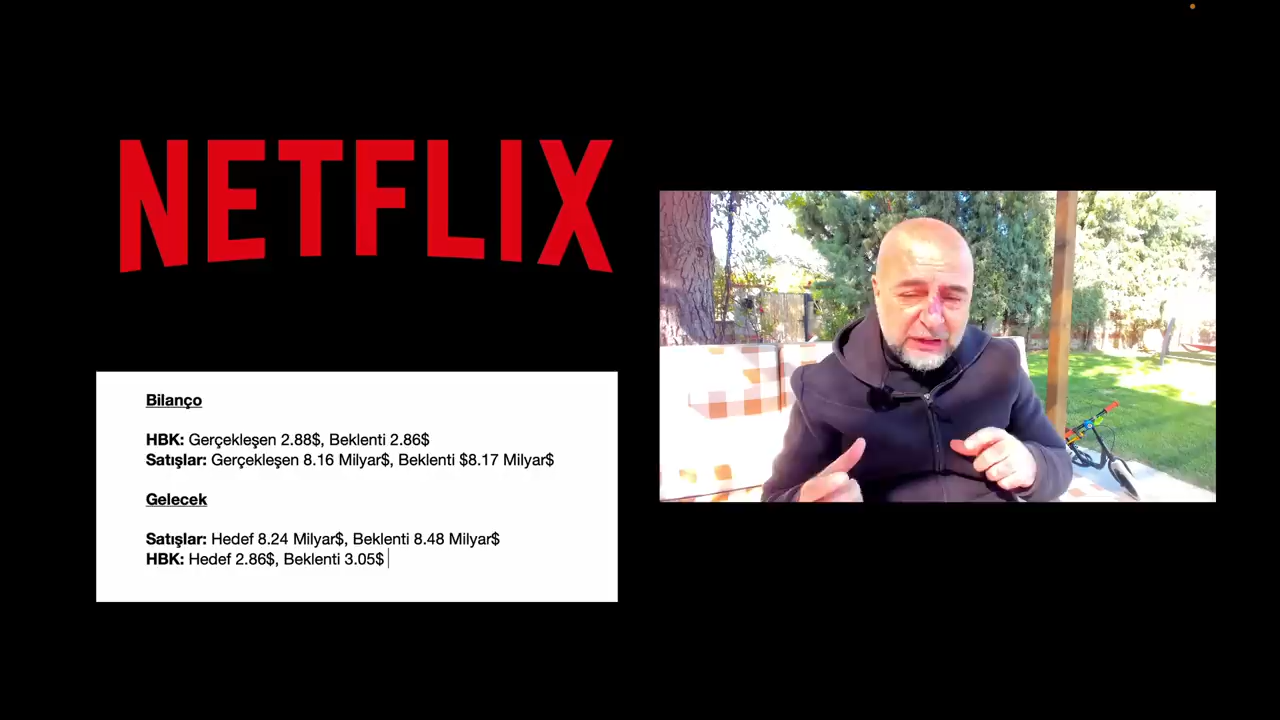 NETFLIX
Bilanço
HBK: Gerçekleşen 2.88$, Beklenti 2.86$
Satışlar: Gerçekleşen 8.16 Milyar$, Beklenti $8.17 Milyar$
Gelecek
Satışlar: Hedef 8.24 Milyar$, Beklenti 8.48 Milyar$
HBK: Hedef 2.86$, Beklenti 3.05$